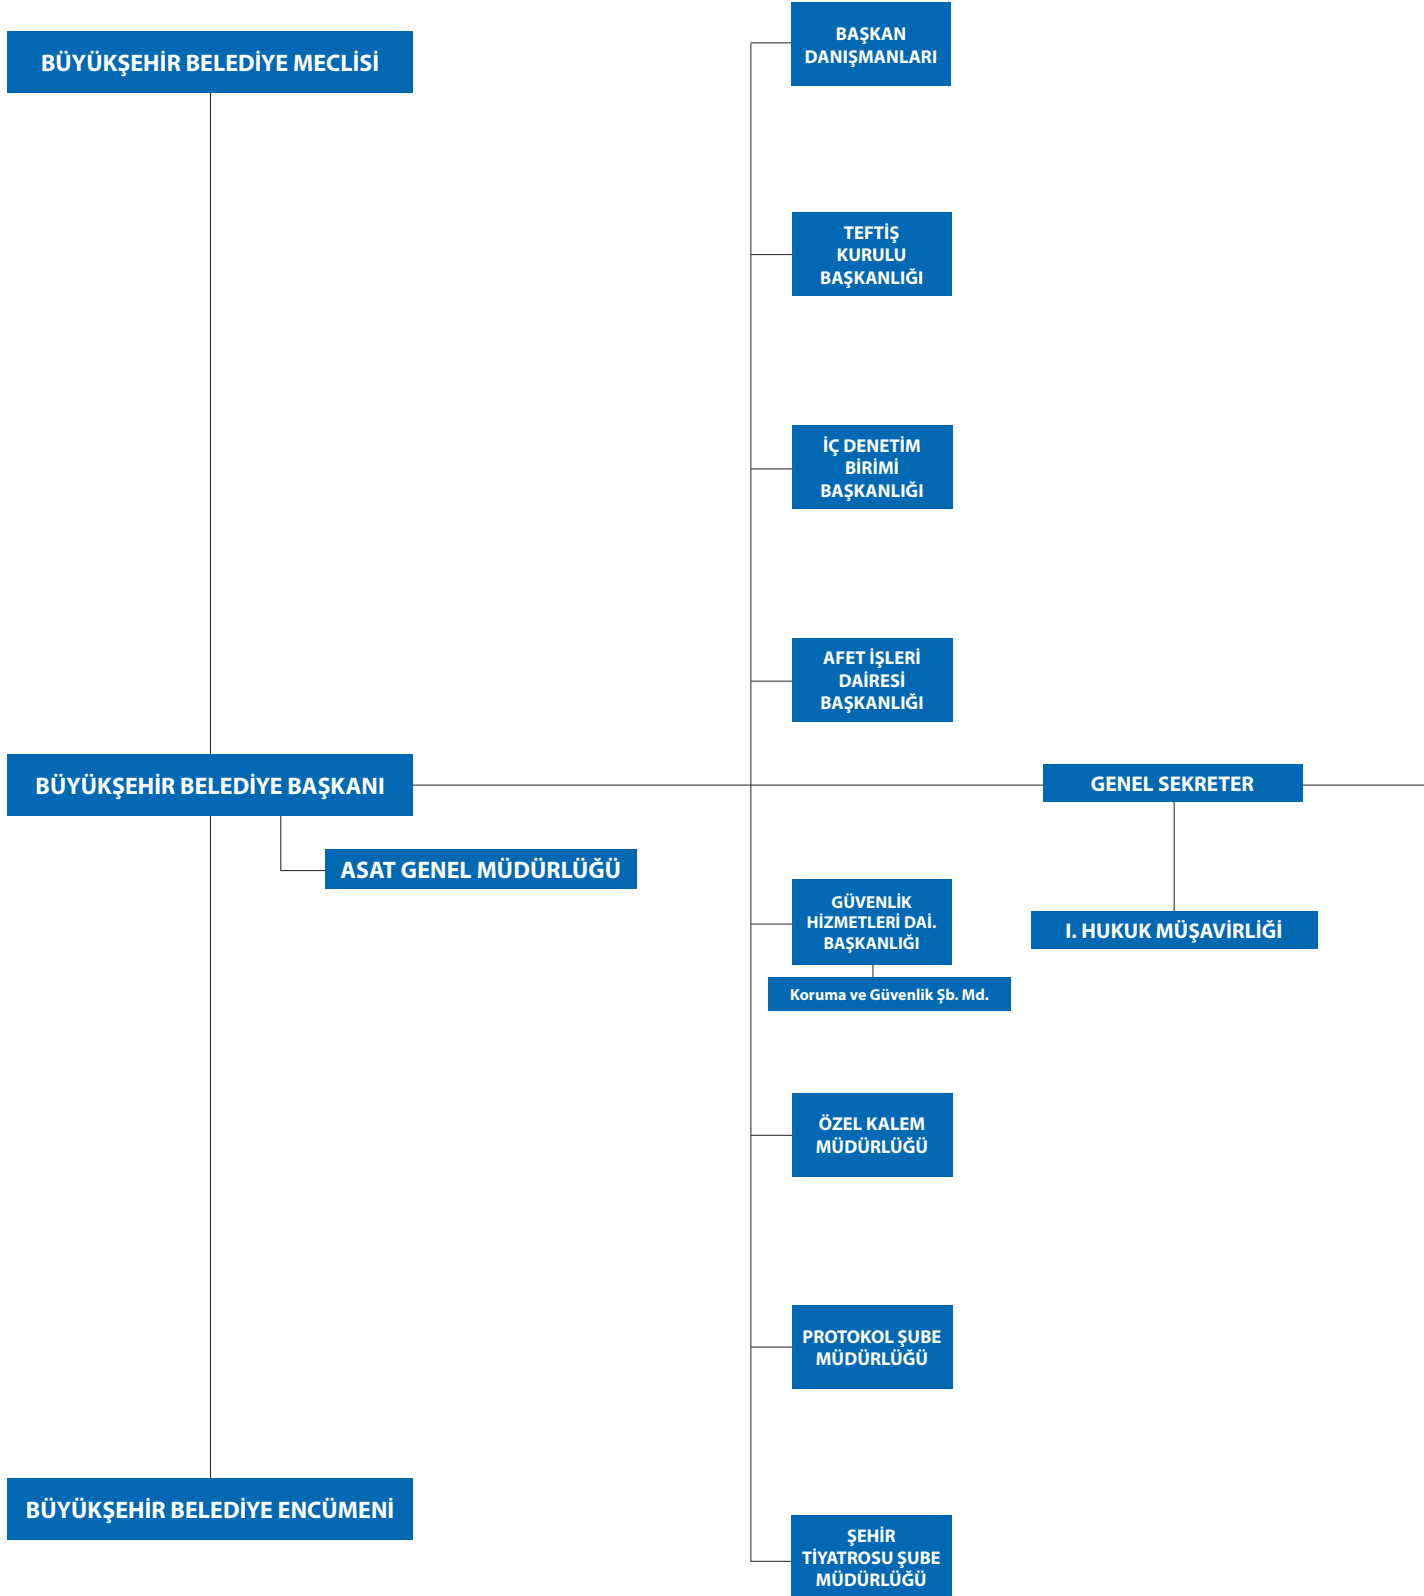 BÜYÜKŞEHİR BELEDİYE MECLİSİ
BAŞKAN
DANIŞMANLARI
TEFTİŞ
KURULU
BAŞKANLIĞI
İÇ DENETİM
BİRİMİ
BAŞKANLIĞI
AFET İŞLERİ
DAİRESİ
BAŞKANLIĞI
BÜYÜKŞEHİR BELEDİYE BAŞKANI
GENEL SEKRETER
ASAT GENEL MÜDÜRLÜĞÜ
GÜVENLİK
HİZMETLERİ DAİ.
BAŞKANLIĞI
I. HUKUK MÜŞAVİRLİĞİ
Koruma ve Güvenlik Şb. Md.
ÖZEL KALEM
MÜDÜRLÜĞÜ
PROTOKOL ŞUBE
MÜDÜRLÜĞÜ
BÜYÜKŞEHİR BELEDİYE ENCÜMENİ
ŞEHİR
TİYATROSU ŞUBE
MÜDÜRLÜĞÜ